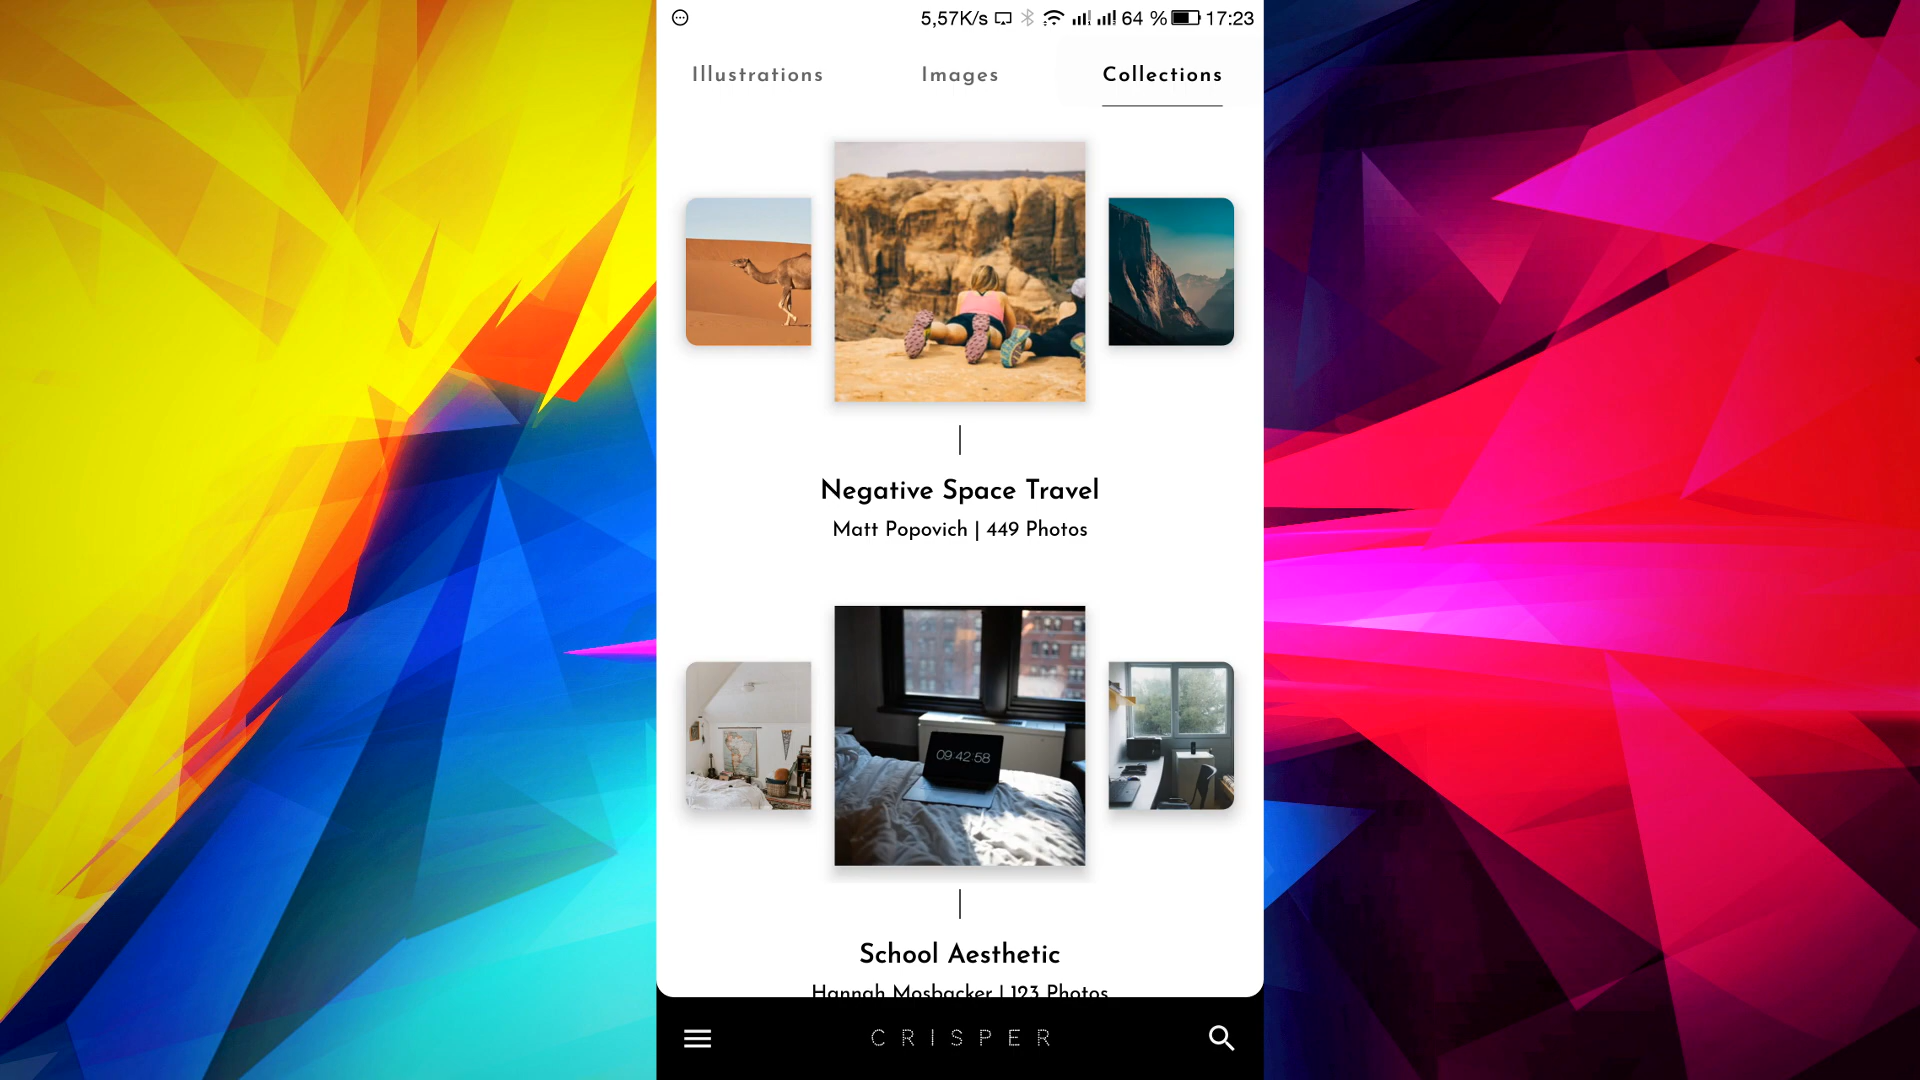 5,57K/s 64 % 17:23
Illustrations Images Collections
Negative Space Travel
Matt Popovich | 449 Photos
09:42:58
School Aesthetic
Hannah Mosbacker | 123 Photos
CRISPER